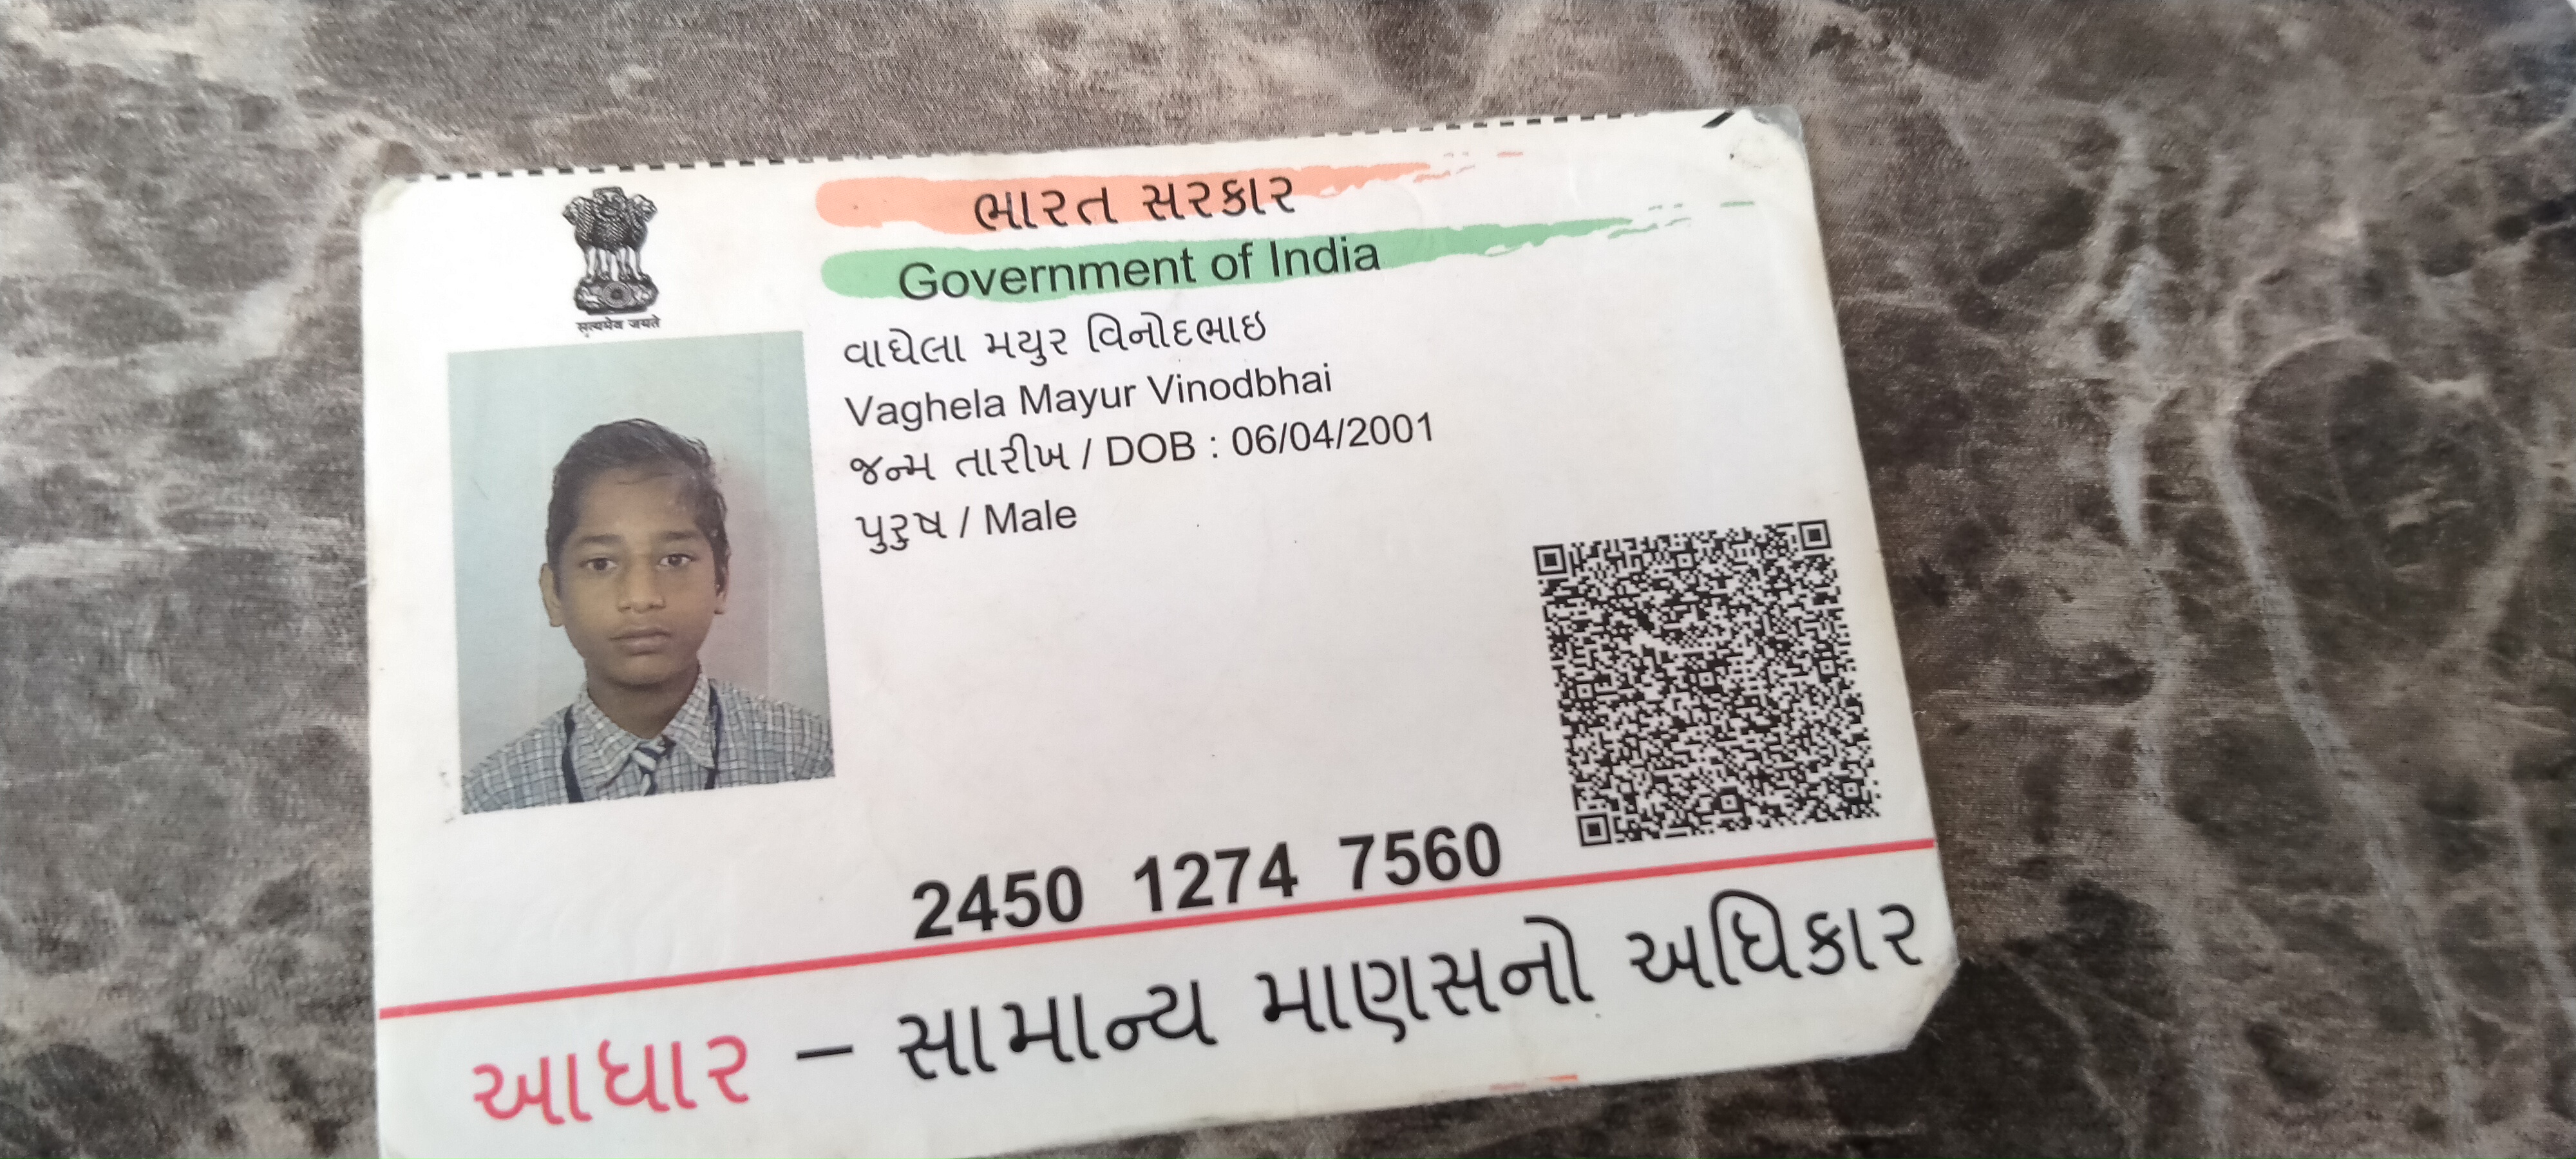 ભારત સરકાર
Government of India
सत्यमेव जयते
વાઘેલા મયુર વિનોદભાઇ
Vaghela Mayur Vinodbhai
જન્મ તારીખ / DOB : 06/04/2001
પુરુષ / Male
2450 1274 7560
આધાર – સામાન્ય માણસનો અધિકાર